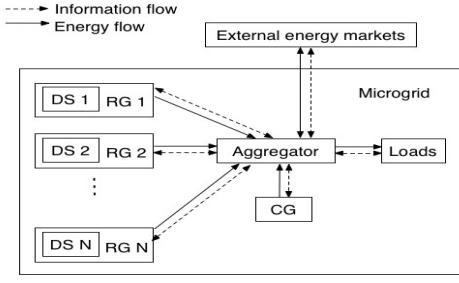 Information flow
Energy flow
External energy markets
Microgrid
DS 1 RG 1
DS 2 RG 2
Aggregator
Loads
⋮
CG
DS N RG N